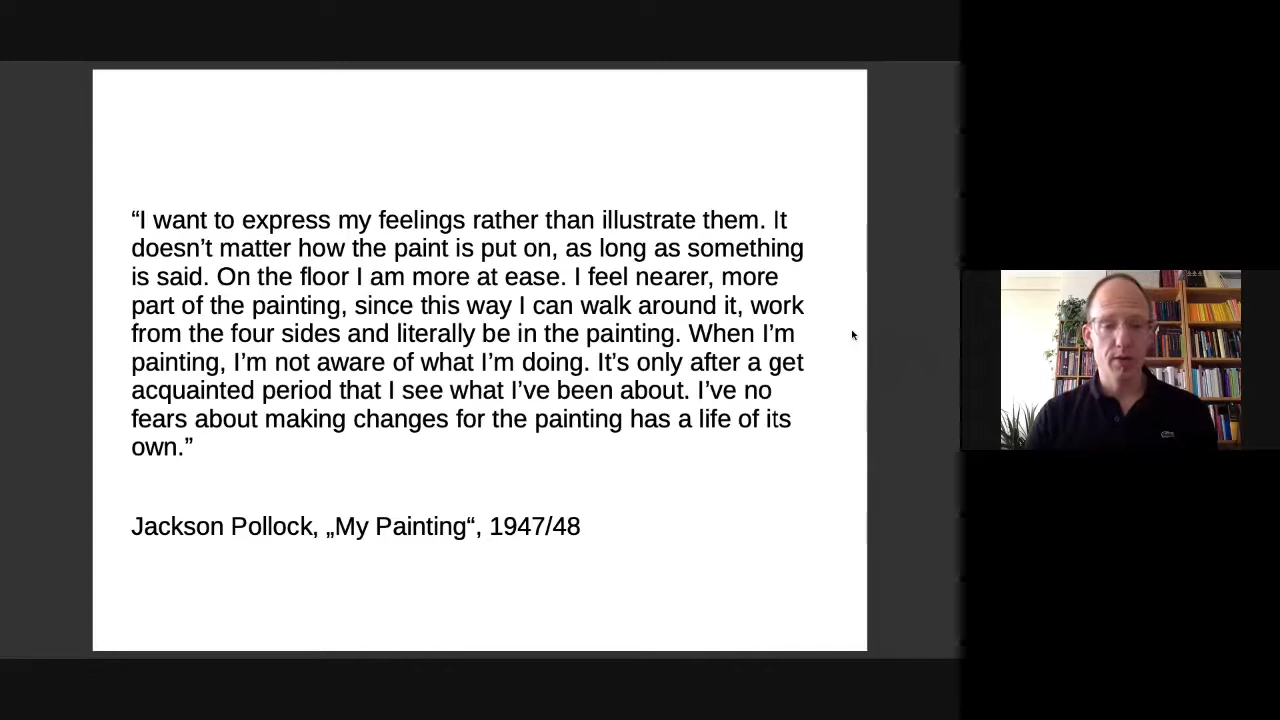 “I want to express my feelings rather than illustrate them. It
doesn’t matter how the paint is put on, as long as something
is said. On the floor I am more at ease. I feel nearer, more
part of the painting, since this way I can walk around it, work
from the four sides and literally be in the painting. When I’m
painting, I’m not aware of what I’m doing. It’s only after a get
acquainted period that I see what I’ve been about. I’ve no
fears about making changes for the painting has a life of its
own.”
Jackson Pollock, „My Painting“, 1947/48